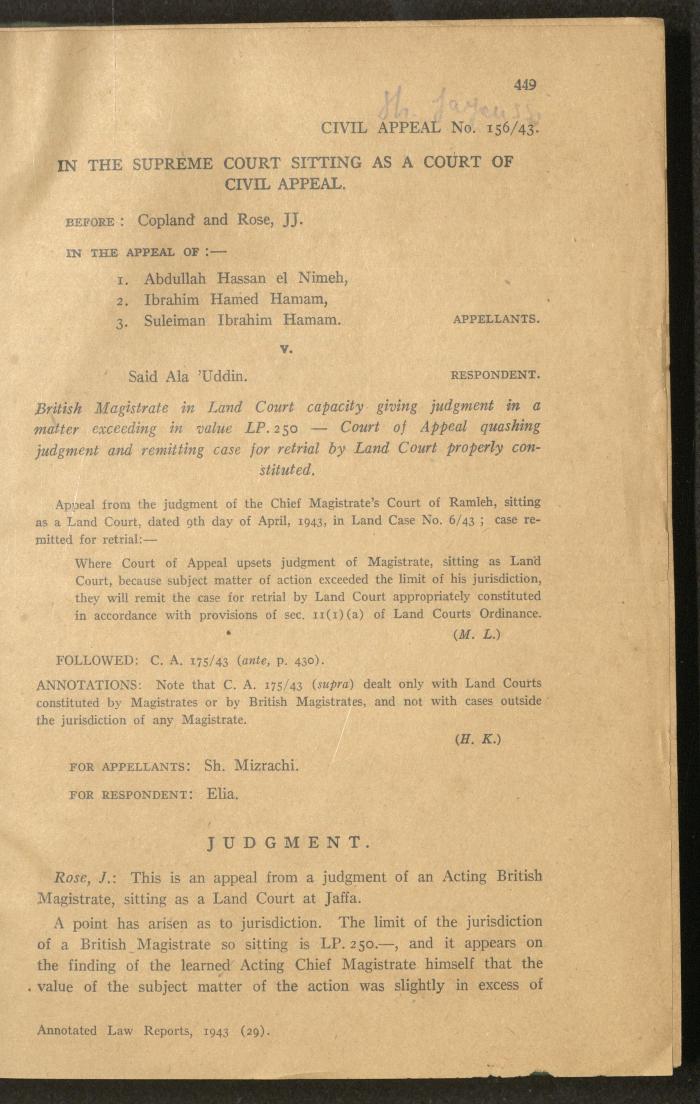 449
CIVIL APPEAL No. 156/43.
IN THE SUPREME COURT SITTING AS A COURT OF
CIVIL APPEAL.
BEFORE : Copland and Rose, JJ.
IN THE APPEAL OF :—
1. Abdullah Hassan el Nimeh,
2. Ibrahim Hamed Hamam,
3. Suleiman Ibrahim Hamam. APPELLANTS.
v.
Said Ala 'Uddin. RESPONDENT.
British Magistrate in Land Court capacity giving judgment in a
matter exceeding in value LP. 250 — Court of Appeal quashing
judgment and remitting case for retrial by Land Court properly con-
stituted.
Appeal from the judgment of the Chief Magistrate's Court of Ramleh, sitting
as a Land Court, dated 9th day of April, 1943, in Land Case No. 6/43 ; case re-
mitted for retrial:—
Where Court of Appeal upsets judgment of Magistrate, sitting as Land
Court, because subject matter of action exceeded the limit of his jurisdiction,
they will remit the case for retrial by Land Court appropriately constituted
in accordance with provisions of sec. 11(1)(a) of Land Courts Ordinance.
(M. L.)
FOLLOWED: C. A. 175/43 (ante, p. 430).
ANNOTATIONS: Note that C. A. 175/43 (supra) dealt only with Land Courts
constituted by Magistrates or by British Magistrates, and not with cases outside
the jurisdiction of any Magistrate.
(H. K.)
FOR APPELLANTS: Sh. Mizrachi.
FOR RESPONDENT: Elia.
JUDGMENT.
Rose, J.: This is an appeal from a judgment of an Acting British
Magistrate, sitting as a Land Court at Jaffa.
A point has arisen as to jurisdiction. The limit of the jurisdiction
of a British Magistrate so sitting is LP. 250.—, and it appears on
the finding of the learned Acting Chief Magistrate himself that the
value of the subject matter of the action was slightly in excess of
Annotated Law Reports, 1943 (29).